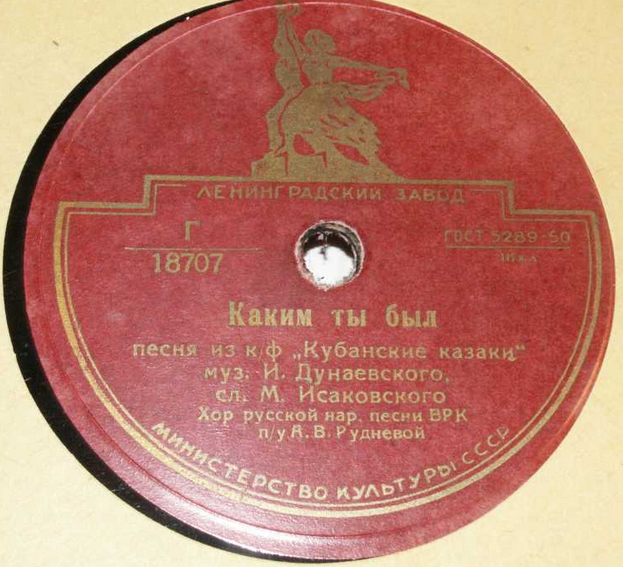 ЛЕНИНГРАДСКИЙ ЗАВОД
Г
18707
ГОСТ 5289-50
Каким ты был
песня из к/ф „Кубанские казаки“
муз. И. Дунаевского,
сл. М. Исаковского
Хор русской нар. песни ВРК
п/у А. В. Рудневой
МИНИСТЕРСТВО КУЛЬТУРЫ СССР